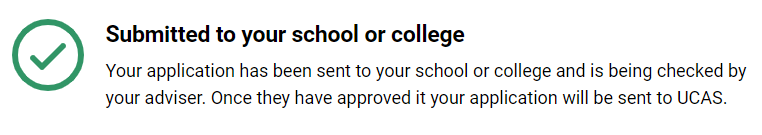 Submitted to your school or college
Your application has been sent to your school or college and is being checked by
your adviser. Once they have approved it your application will be sent to UCAS.